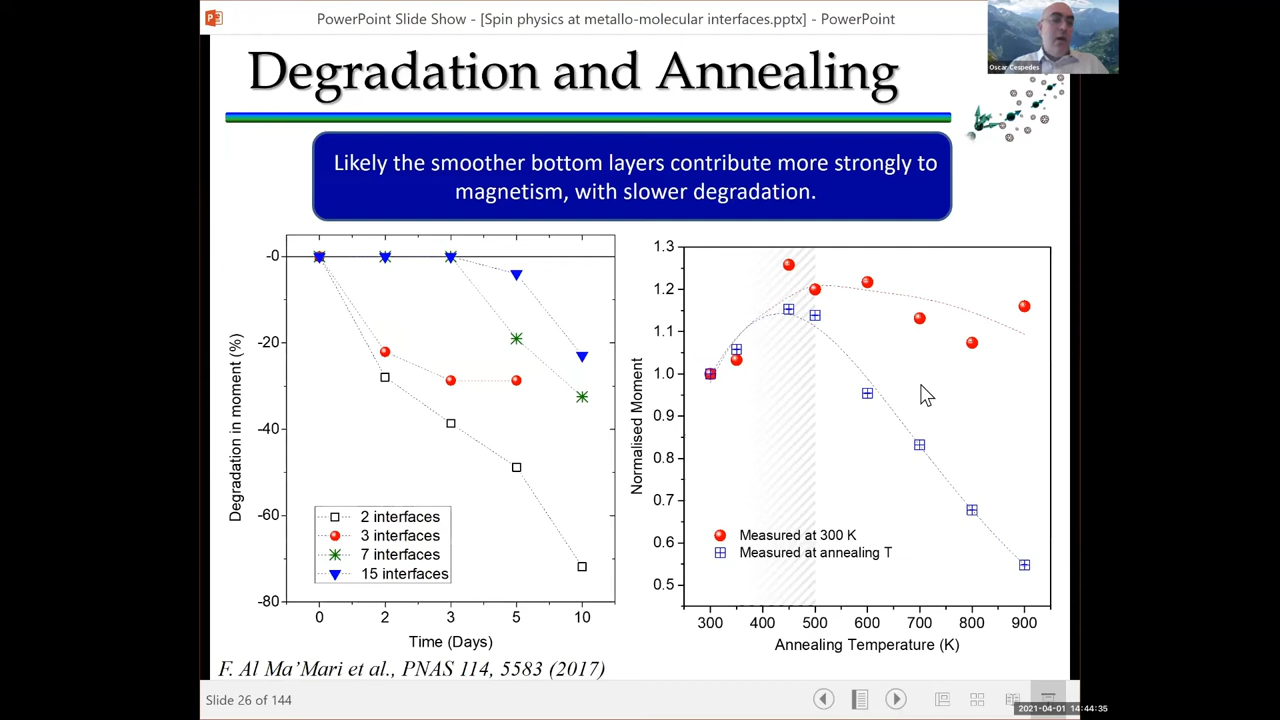 PowerPoint Slide Show - [Spin physics at metallo-molecular interfaces.pptx] - PowerPoint
Oscar Cespedes
Degradation and Annealing
Likely the smoother bottom layers contribute more strongly to
magnetism, with slower degradation.
Degradation in moment (%)
-0
-20
-40
-60
-80
2 interfaces
3 interfaces
7 interfaces
15 interfaces
0 2 3 5 10
Time (Days)
Normalised Moment
1.3
1.2
1.1
1.0
0.9
0.8
0.7
0.6
0.5
Measured at 300 K
Measured at annealing T
300 400 500 600 700 800 900
Annealing Temperature (K)
F. Al Ma'Mari et al., PNAS 114, 5583 (2017)
Slide 26 of 144
2021-04-01 14:44:35